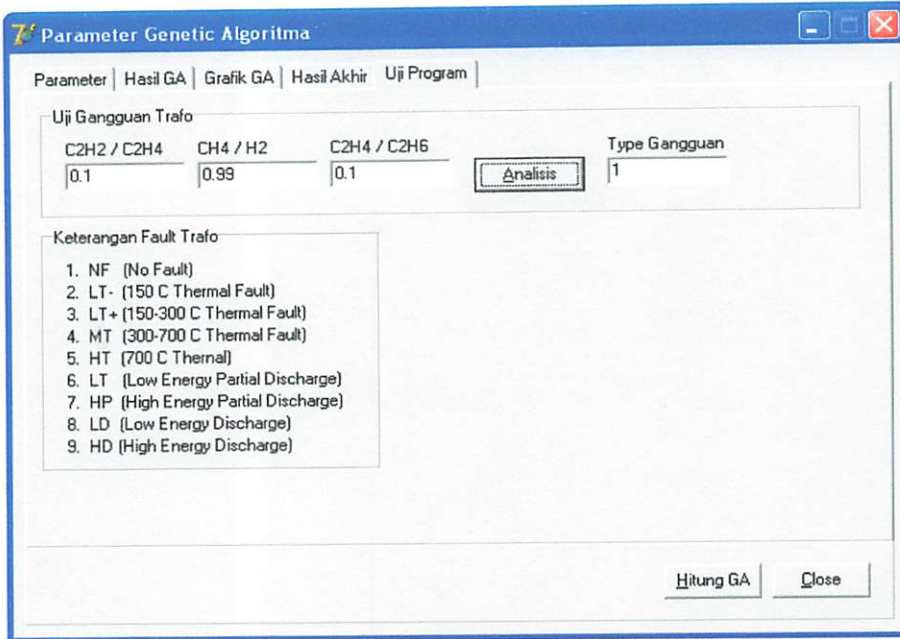 Parameter Genetic Algoritma
Parameter Hasil GA Grafik GA Hasil Akhir Uji Program
Uji Gangguan Trafo
C2H2 / C2H4 CH4 / H2 C2H4 / C2H6 Type Gangguan
0.1 0.99 0.1 Analisis 1
Keterangan Fault Trafo
1. NF (No Fault)
2. LT- (150 C Thermal Fault)
3. LT+ (150-300 C Thermal Fault)
4. MT (300-700 C Thermal Fault)
5. HT (700 C Thernal)
6. LT (Low Energy Partial Discharge)
7. HP (High Energy Partial Discharge)
8. LD (Low Energy Discharge)
9. HD (High Energy Discharge)
Hitung GA Close